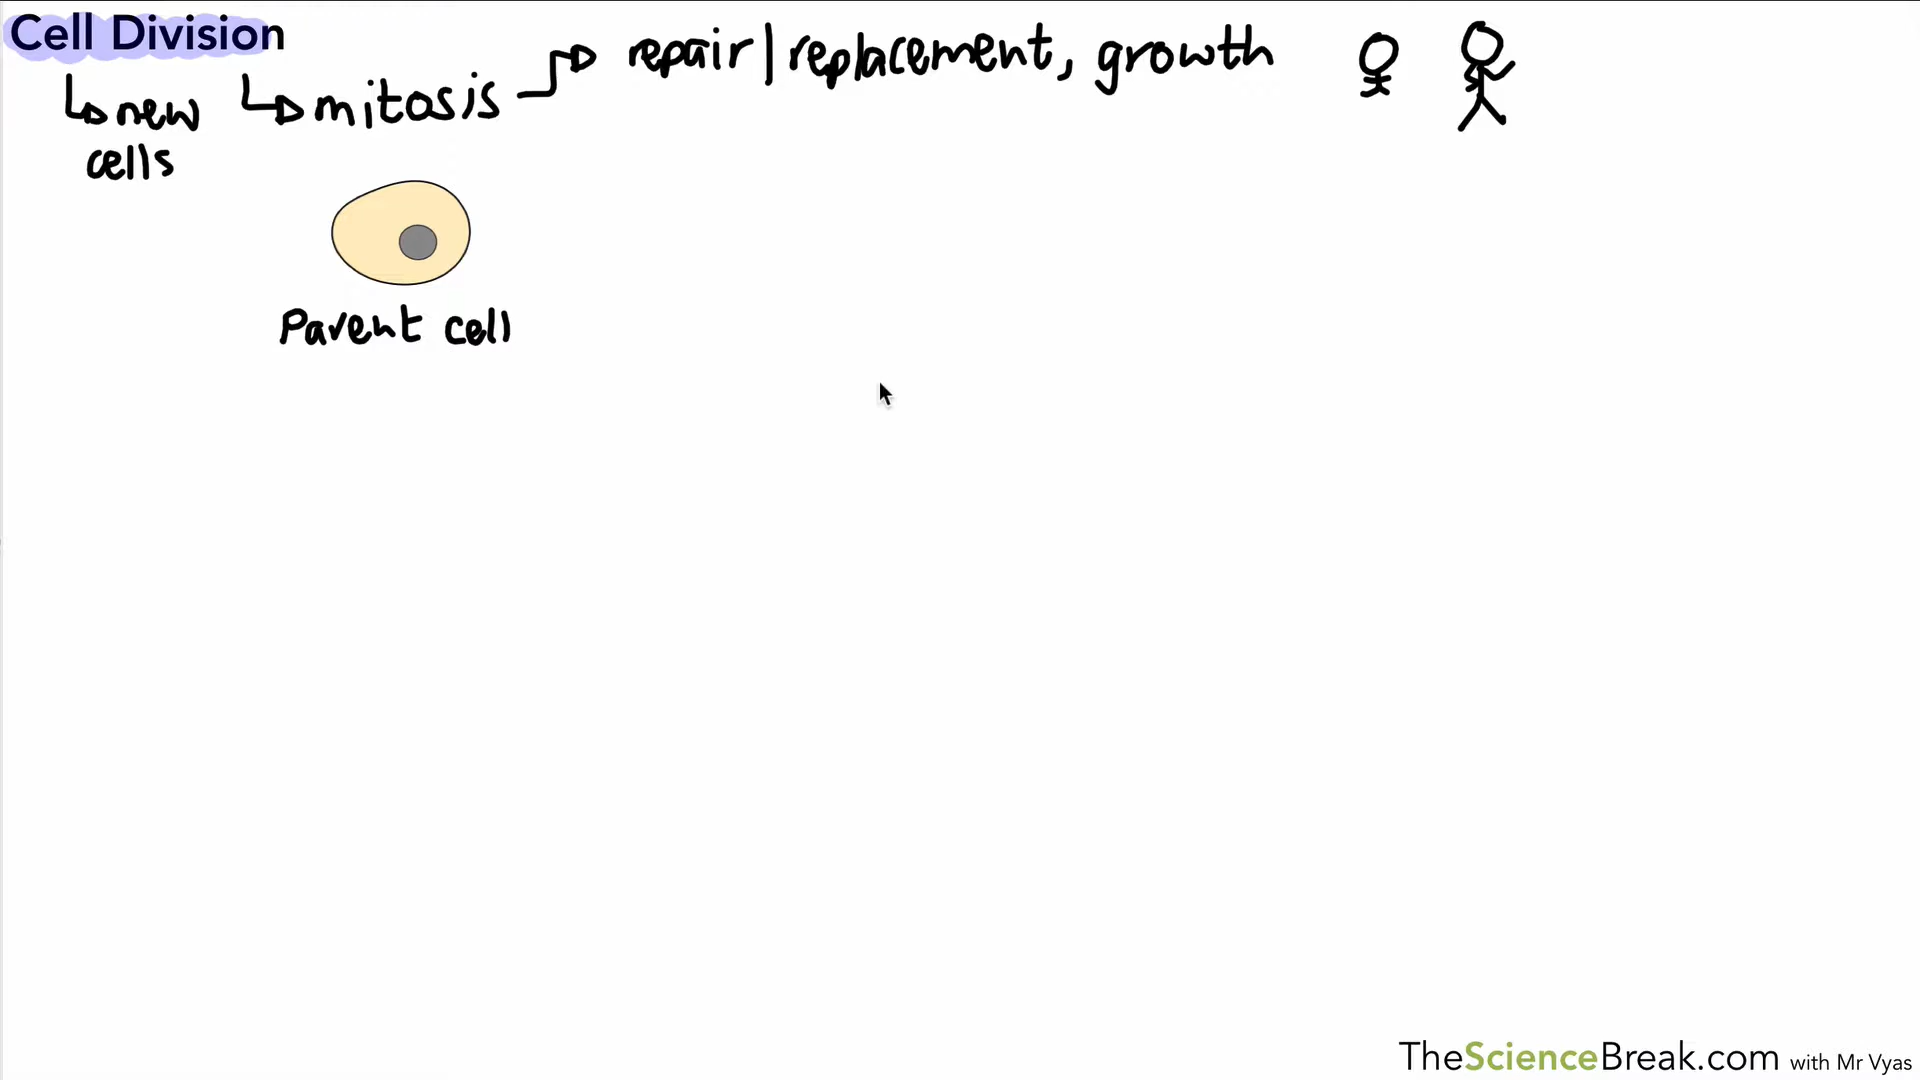 Cell Division
new cells
mitosis
repair/replacement, growth
Parent cell
TheScienceBreak.com with Mr Vyas